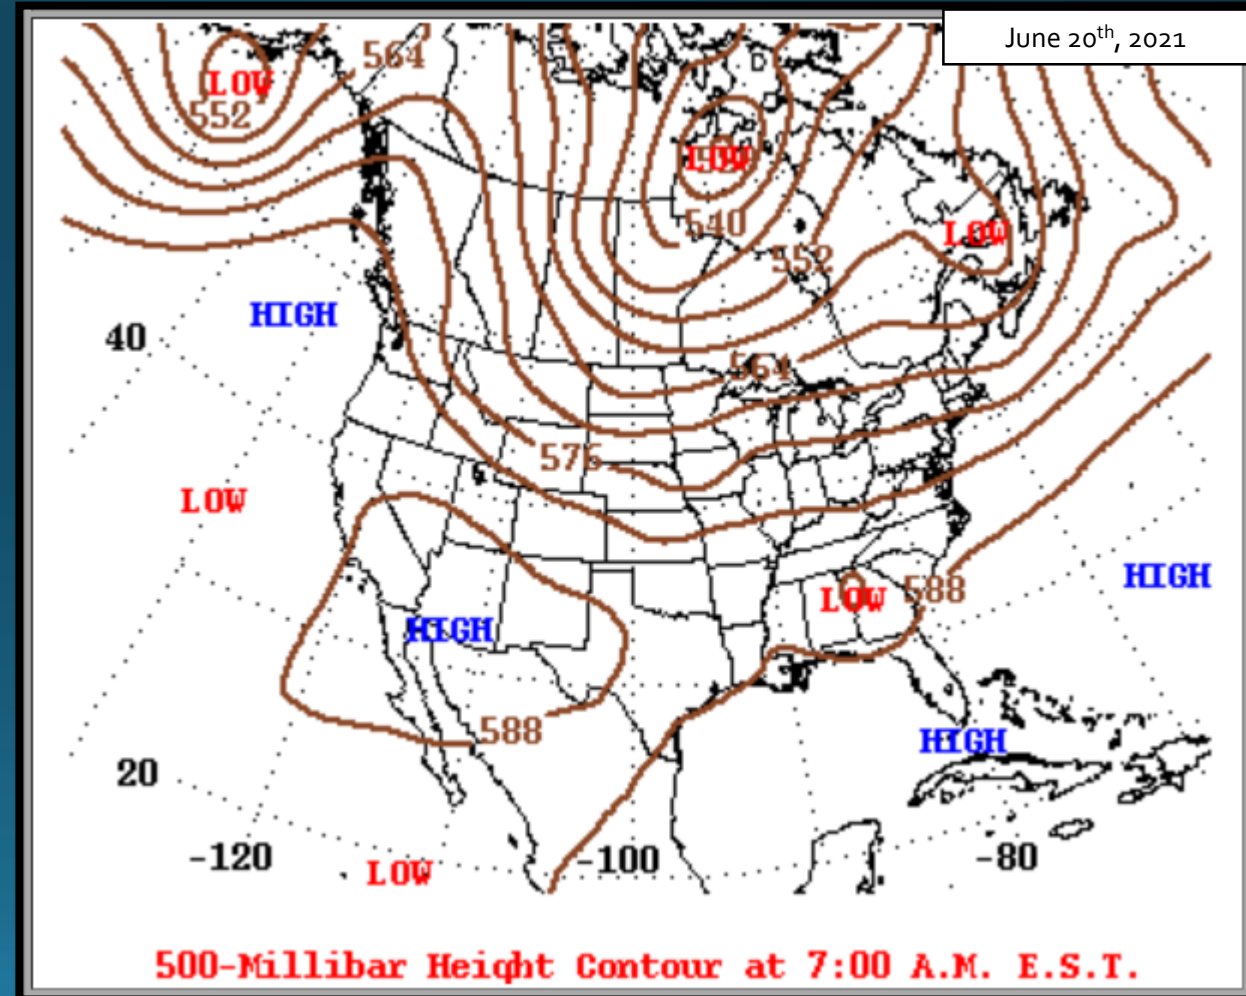 June 20th, 2021
564
LOW
552
LOW
540
LOW
552
HIGH
40
564
576
LOW
HIGH
588
LOW
HIGH
588
HIGH
20
-120
-100
-80
LOW
500-Millibar Height Contour at 7:00 A.M. E.S.T.